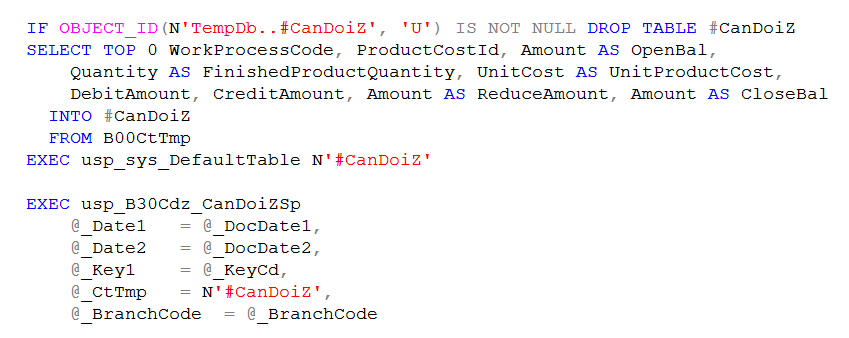 IF OBJECT_ID(N'TempDb..#CanDoiZ', 'U') IS NOT NULL DROP TABLE #CanDoiZ
SELECT TOP 0 WorkProcessCode, ProductCostId, Amount AS OpenBal,
    Quantity AS FinishedProductQuantity, UnitCost AS UnitProductCost,
    DebitAmount, CreditAmount, Amount AS ReduceAmount, Amount AS CloseBal
  INTO #CanDoiZ
  FROM B00CtTmp
EXEC usp_sys_DefaultTable N'#CanDoiZ'

EXEC usp_B30Cdz_CanDoiZSp
    @_Date1   = @_DocDate1,
    @_Date2   = @_DocDate2,
    @_Key1    = @_KeyCd,
    @_CtTmp   = N'#CanDoiZ',
    @_BranchCode  = @_BranchCode